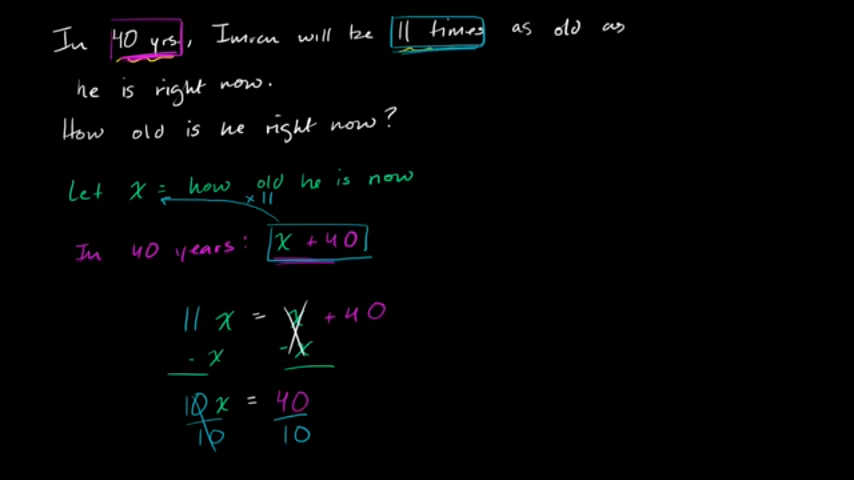 In 40 yrs., Imran will be 11 times as old as
he is right now.
How old is he right now?
Let x = how old he is now
× 11
In 40 years: x + 40
11 x = x + 40
- x - x
10 x = 40
10 10